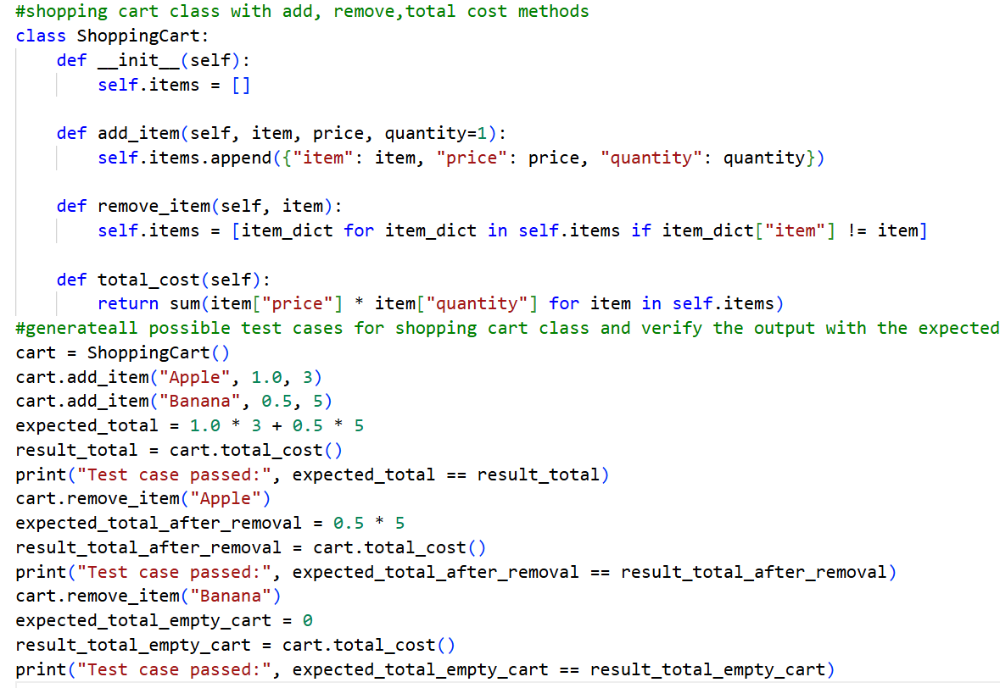 #shopping cart class with add, remove,total cost methods
class ShoppingCart:
    def __init__(self):
        self.items = []

    def add_item(self, item, price, quantity=1):
        self.items.append({"item": item, "price": price, "quantity": quantity})

    def remove_item(self, item):
        self.items = [item_dict for item_dict in self.items if item_dict["item"] != item]

    def total_cost(self):
        return sum(item["price"] * item["quantity"] for item in self.items)
#generateall possible test cases for shopping cart class and verify the output with the expected
cart = ShoppingCart()
cart.add_item("Apple", 1.0, 3)
cart.add_item("Banana", 0.5, 5)
expected_total = 1.0 * 3 + 0.5 * 5
result_total = cart.total_cost()
print("Test case passed:", expected_total == result_total)
cart.remove_item("Apple")
expected_total_after_removal = 0.5 * 5
result_total_after_removal = cart.total_cost()
print("Test case passed:", expected_total_after_removal == result_total_after_removal)
cart.remove_item("Banana")
expected_total_empty_cart = 0
result_total_empty_cart = cart.total_cost()
print("Test case passed:", expected_total_empty_cart == result_total_empty_cart)